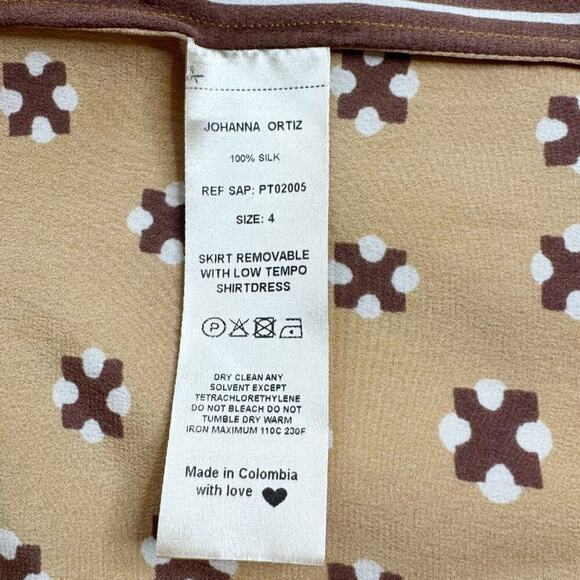 JOHANNA ORTIZ
100% SILK
REF SAP: PT02005
SIZE: 4
SKIRT REMOVABLE
WITH LOW TEMPO
SHIRTDRESS
P
DRY CLEAN ANY
SOLVENT EXCEPT
TETRACHLORETHYLENE
DO NOT BLEACH DO NOT
TUMBLE DRY WARM
IRON MAXIMUM 110C 230F
Made in Colombia
with love